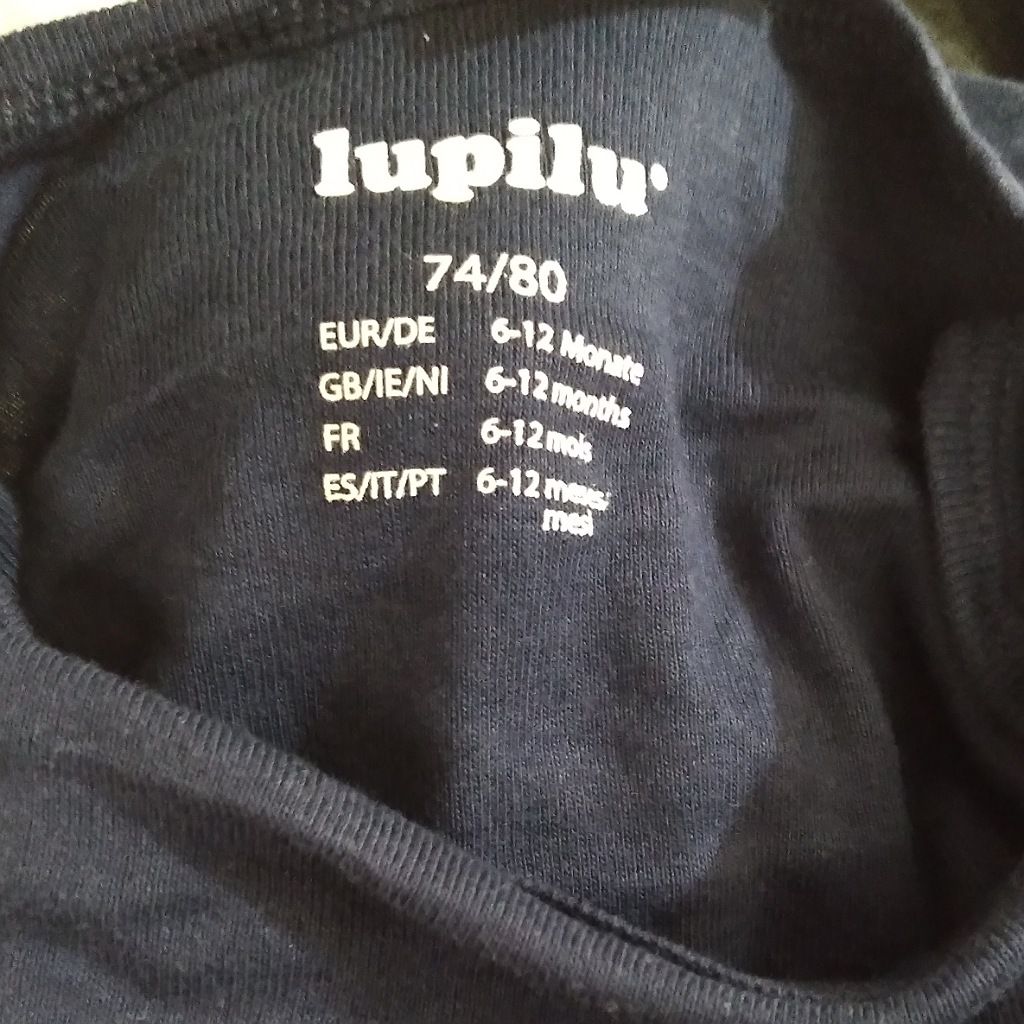 lupilu®
74/80
EUR/DE 6-12 Monate
GB/IE/NI 6-12 months
FR 6-12 mois
ES/IT/PT 6-12 meses/
mesi